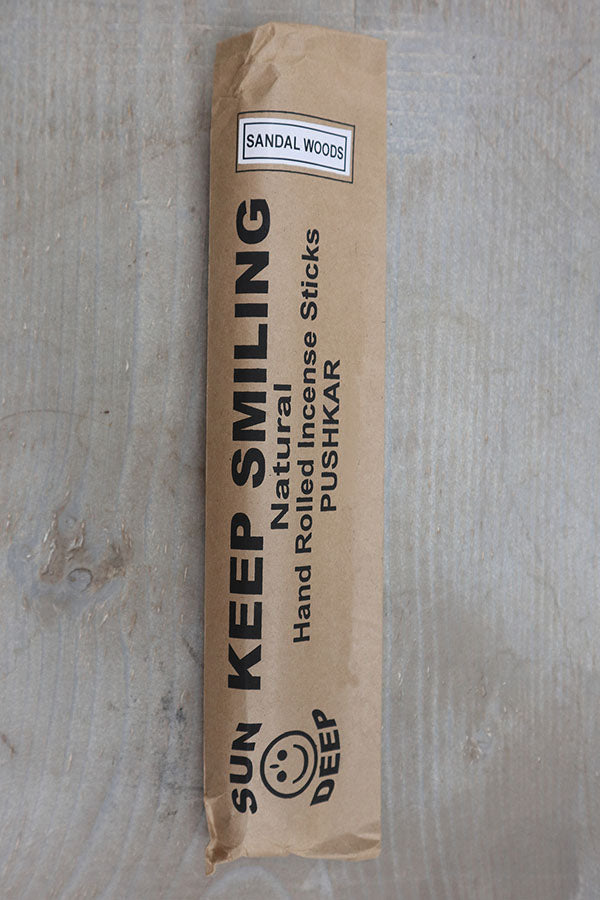 SANDAL WOODS
SUN
DEEP
KEEP SMILING
Natural
Hand Rolled Incense Sticks
PUSHKAR